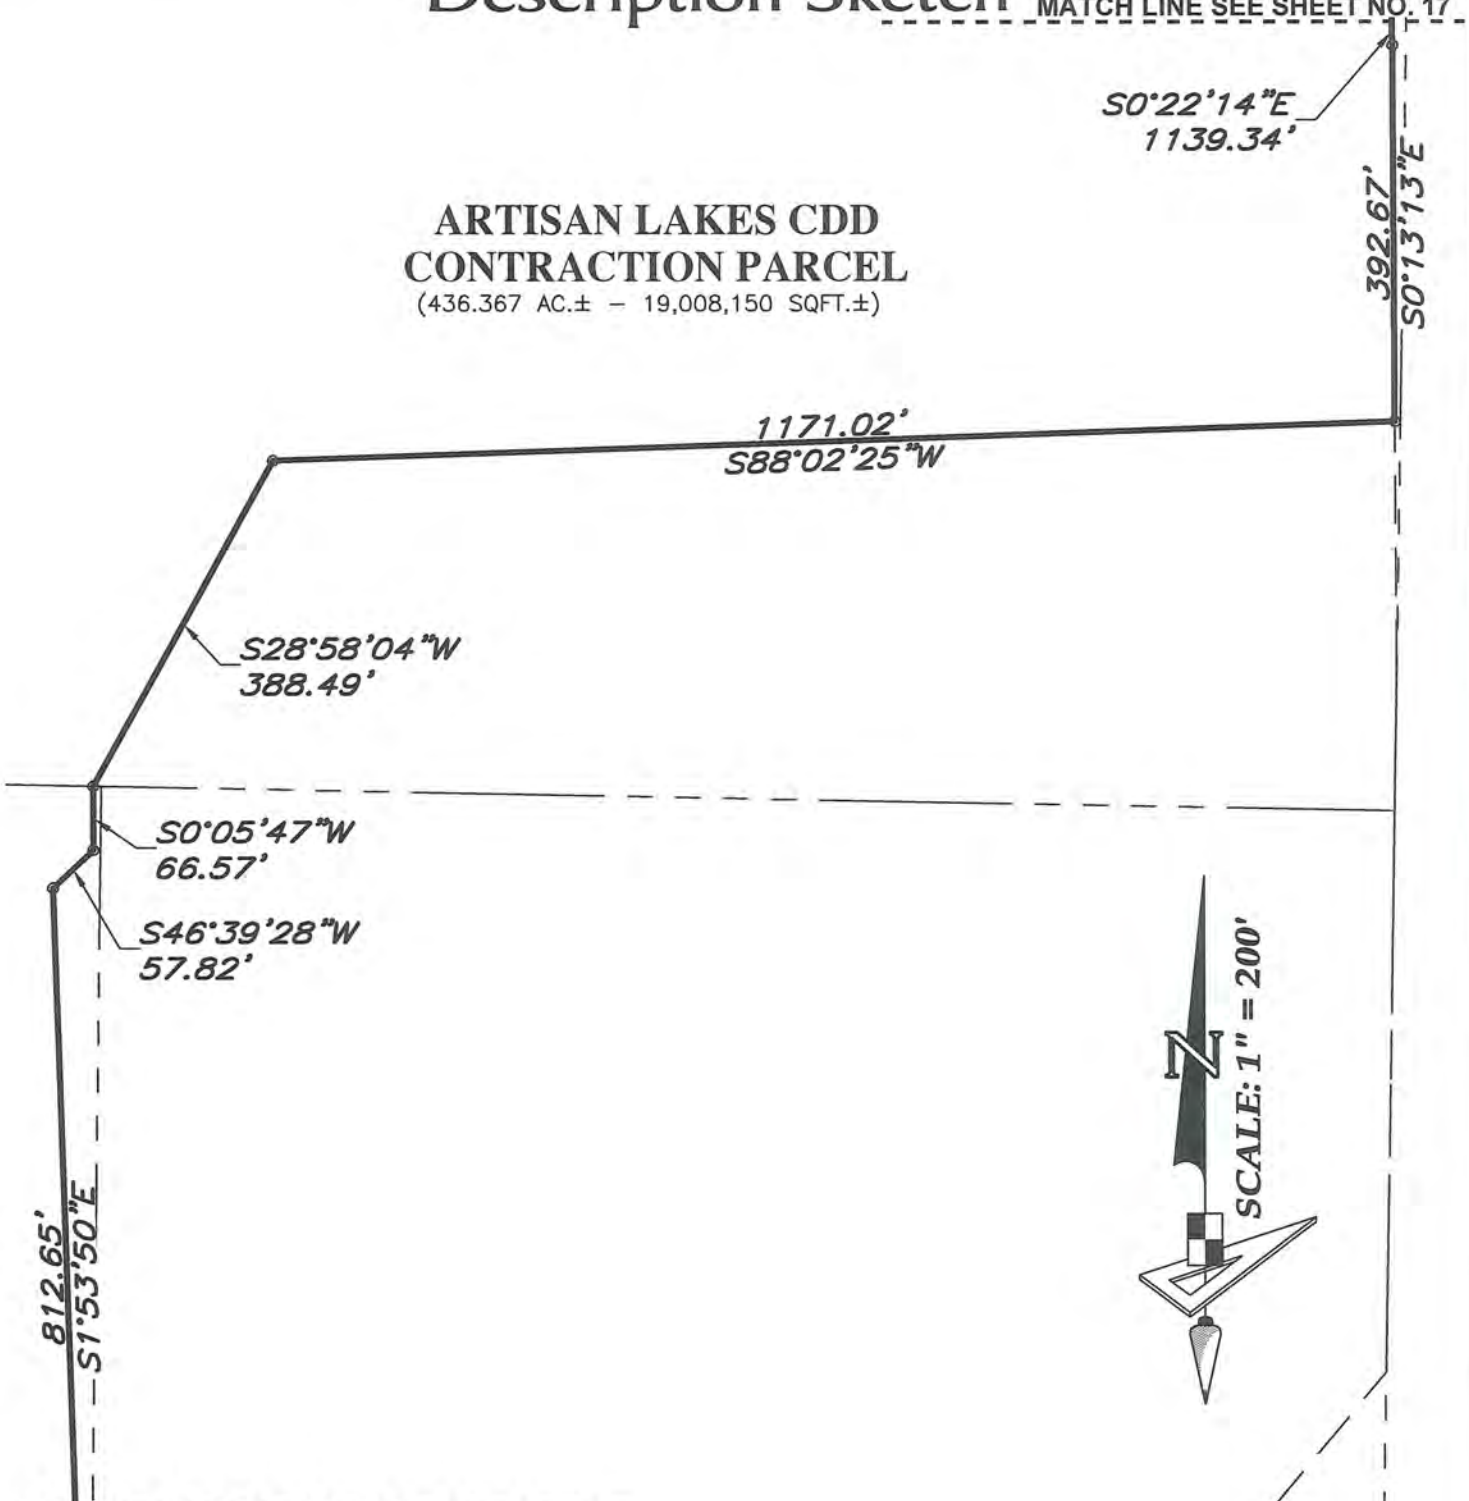 Description Sketch
MATCH LINE SEE SHEET NO. 17
S0°22'14"E
1139.34'
392.67'
S0°13'13"E
ARTISAN LAKES CDD
CONTRACTION PARCEL
(436.367 AC.± – 19,008,150 SQFT.±)
1171.02'
S88°02'25"W
S28°58'04"W
388.49'
S0°05'47"W
66.57'
S46°39'28"W
57.82'
812.65'
S1°53'50"E
N
SCALE: 1" = 200'